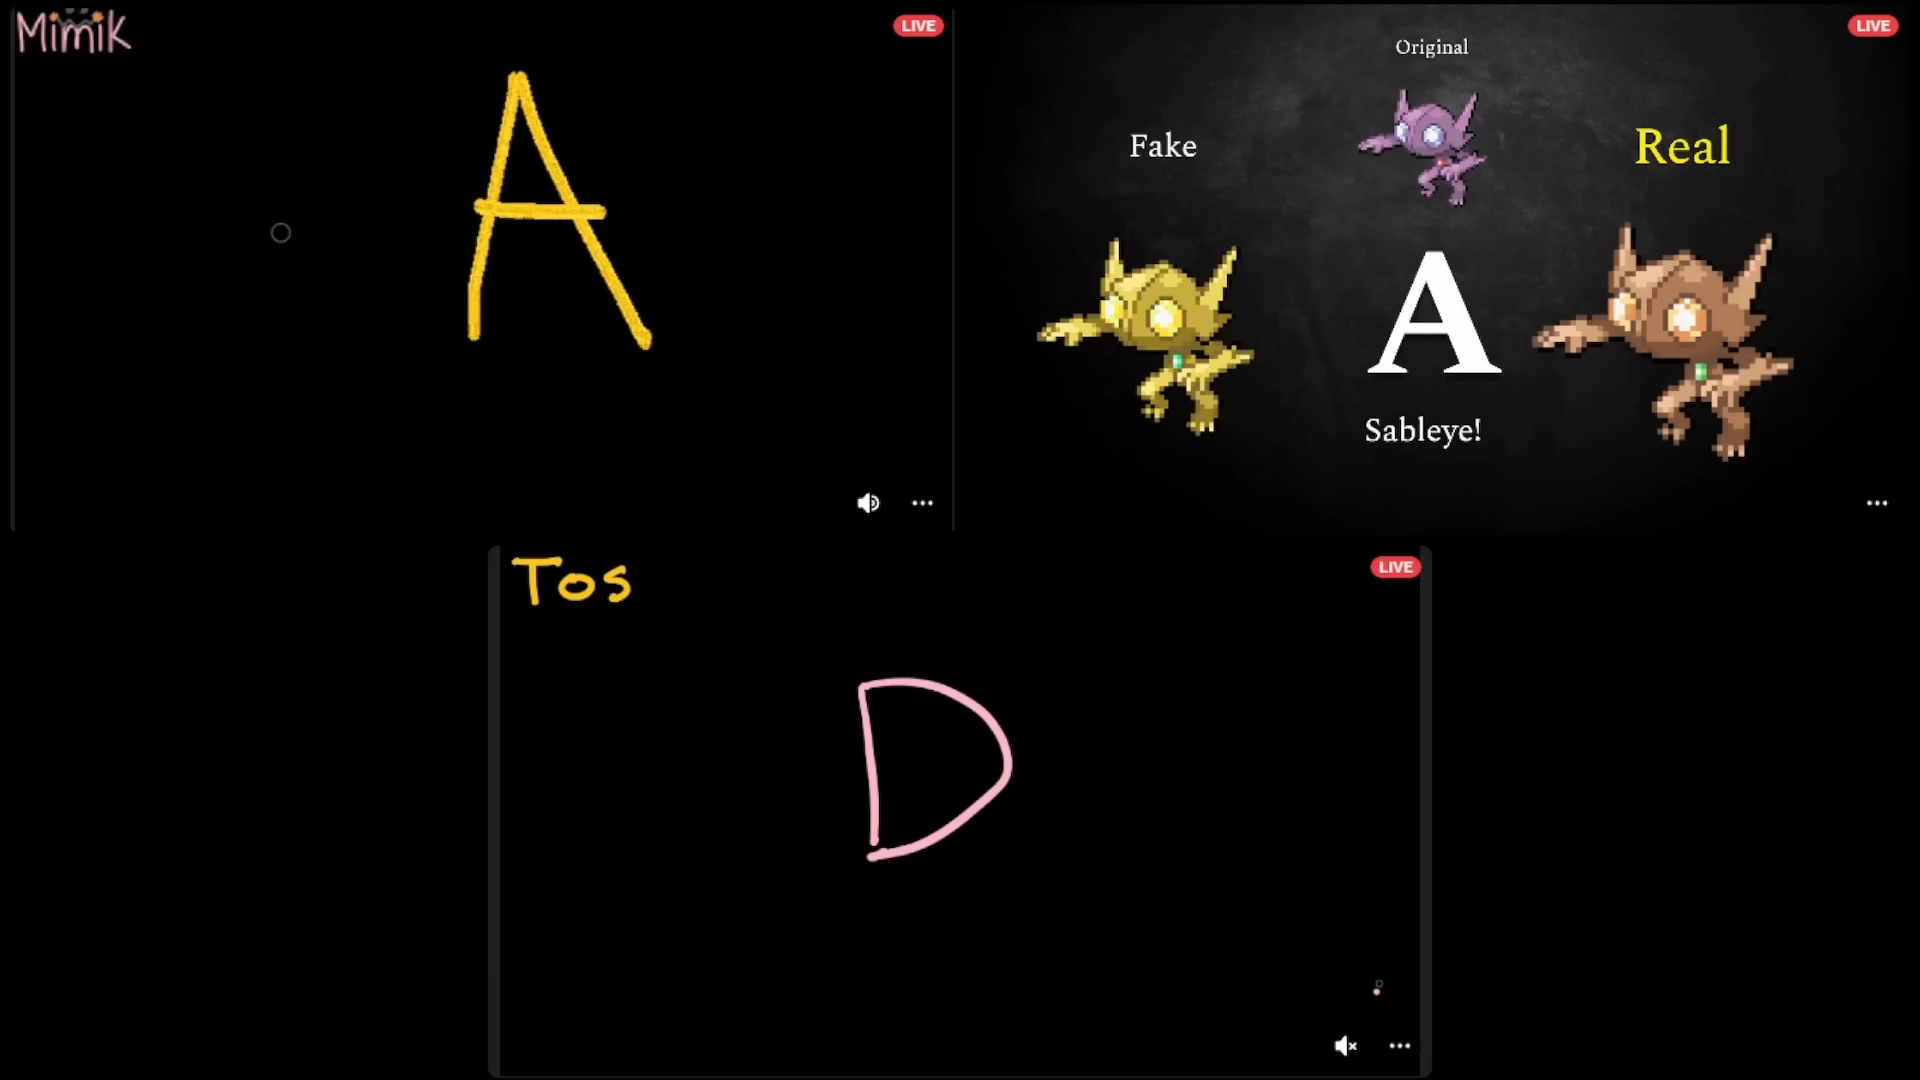 Mimik
LIVE
A
Original
LIVE
Fake
Real
A
Sableye!
Tos
LIVE
D